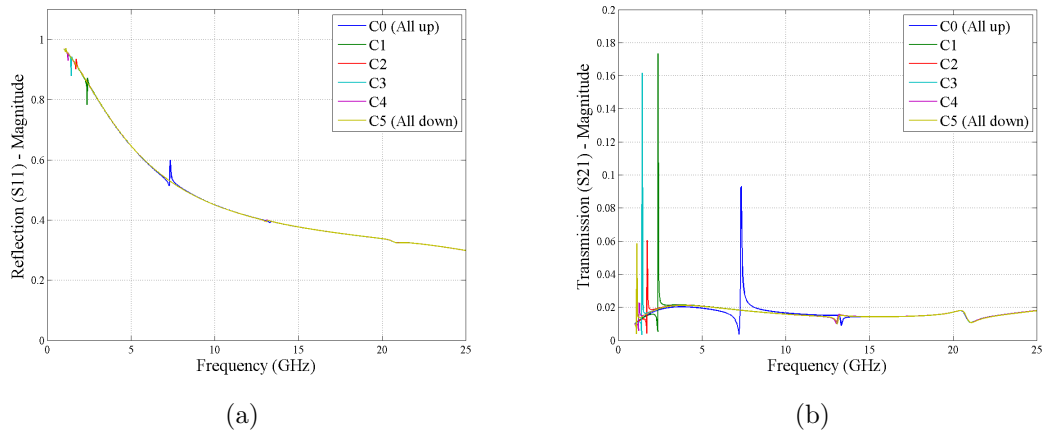 1
0.8
0.6
0.4
0.2
0
0
5
10
15
20
25
Reflection (S11) - Magnitude
Frequency (GHz)
C0 (All up)
C1
C2
C3
C4
C5 (All down)
(a)
0.2
0.18
0.16
0.14
0.12
0.1
0.08
0.06
0.04
0.02
0
0
5
10
15
20
25
Transmission (S21) - Magnitude
Frequency (GHz)
C0 (All up)
C1
C2
C3
C4
C5 (All down)
(b)